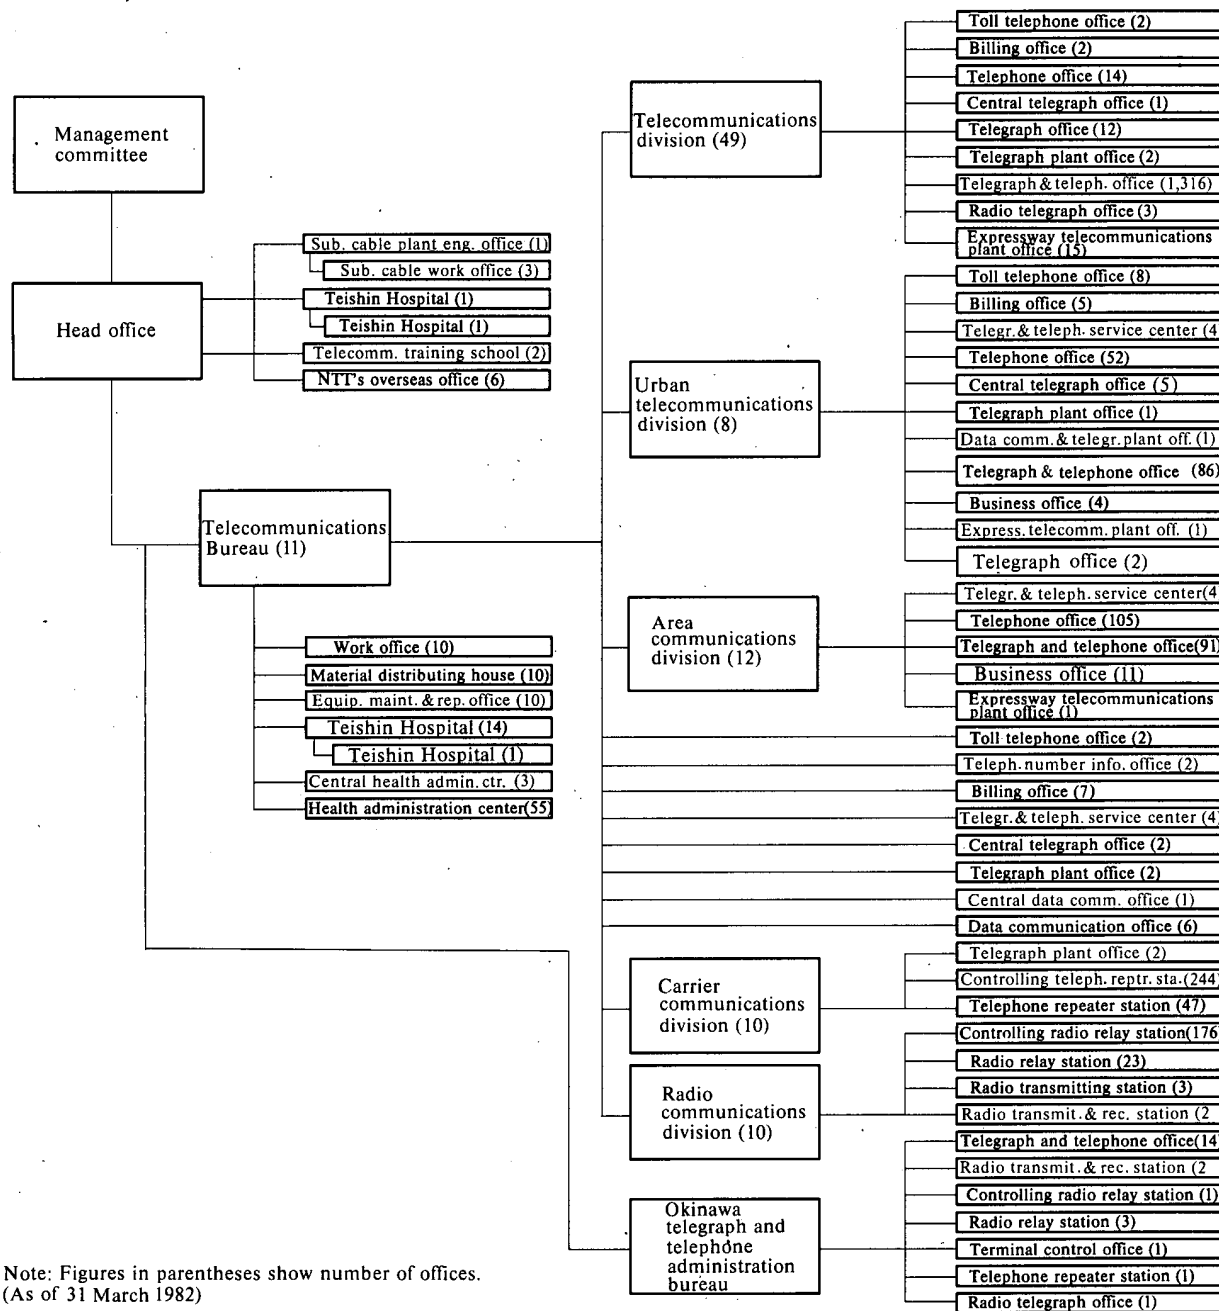 Management
committee
Head office
Sub. cable plant eng. office (1)
Sub. cable work office (3)
Teishin Hospital (1)
Teishin Hospital (1)
Telecomm. training school (2)
NTT's overseas office (6)
Telecommunications
Bureau (11)
Work office (10)
Material distributing house (10)
Equip. maint. & rep. office (10)
Teishin Hospital (14)
Teishin Hospital (1)
Central health admin. ctr. (3)
Health administration center(55)
Telecommunications
division (49)
Toll telephone office (2)
Billing office (2)
Telephone office (14)
Central telegraph office (1)
Telegraph office (12)
Telegraph plant office (2)
Telegraph & teleph. office (1,316)
Radio telegraph office (3)
Expressway telecommunications
plant office (15)
Urban
telecommunications
division (8)
Toll telephone office (8)
Billing office (5)
Telegr. & teleph. service center (4
Telephone office (52)
Central telegraph office (5)
Telegraph plant office (1)
Data comm. & telegr. plant off. (1)
Telegraph & telephone office (86)
Business office (4)
Express. telecomm. plant off. (1)
Telegraph office (2)
Area
communications
division (12)
Telegr. & teleph. service center(4
Telephone office (105)
Telegraph and telephone office(91)
Business office (11)
Expressway telecommunications
plant office (1)
Toll telephone office (2)
Teleph. number info. office (2)
Billing office (7)
Telegr. & teleph. service center (4)
Central telegraph office (2)
Telegraph plant office (2)
Central data comm. office (1)
Data communication office (6)
Carrier
communications
division (10)
Telegraph plant office (2)
Controlling teleph. reptr. sta.(244)
Telephone repeater station (47)
Radio
communications
division (10)
Controlling radio relay station(176
Radio relay station (23)
Radio transmitting station (3)
Radio transmit. & rec. station (2
Okinawa
telegraph and
telephone
administration
bureau
Telegraph and telephone office(14
Radio transmit. & rec. station (2
Controlling radio relay station (1)
Radio relay station (3)
Terminal control office (1)
Telephone repeater station (1)
Radio telegraph office (1)
Note: Figures in parentheses show number of offices.
(As of 31 March 1982)